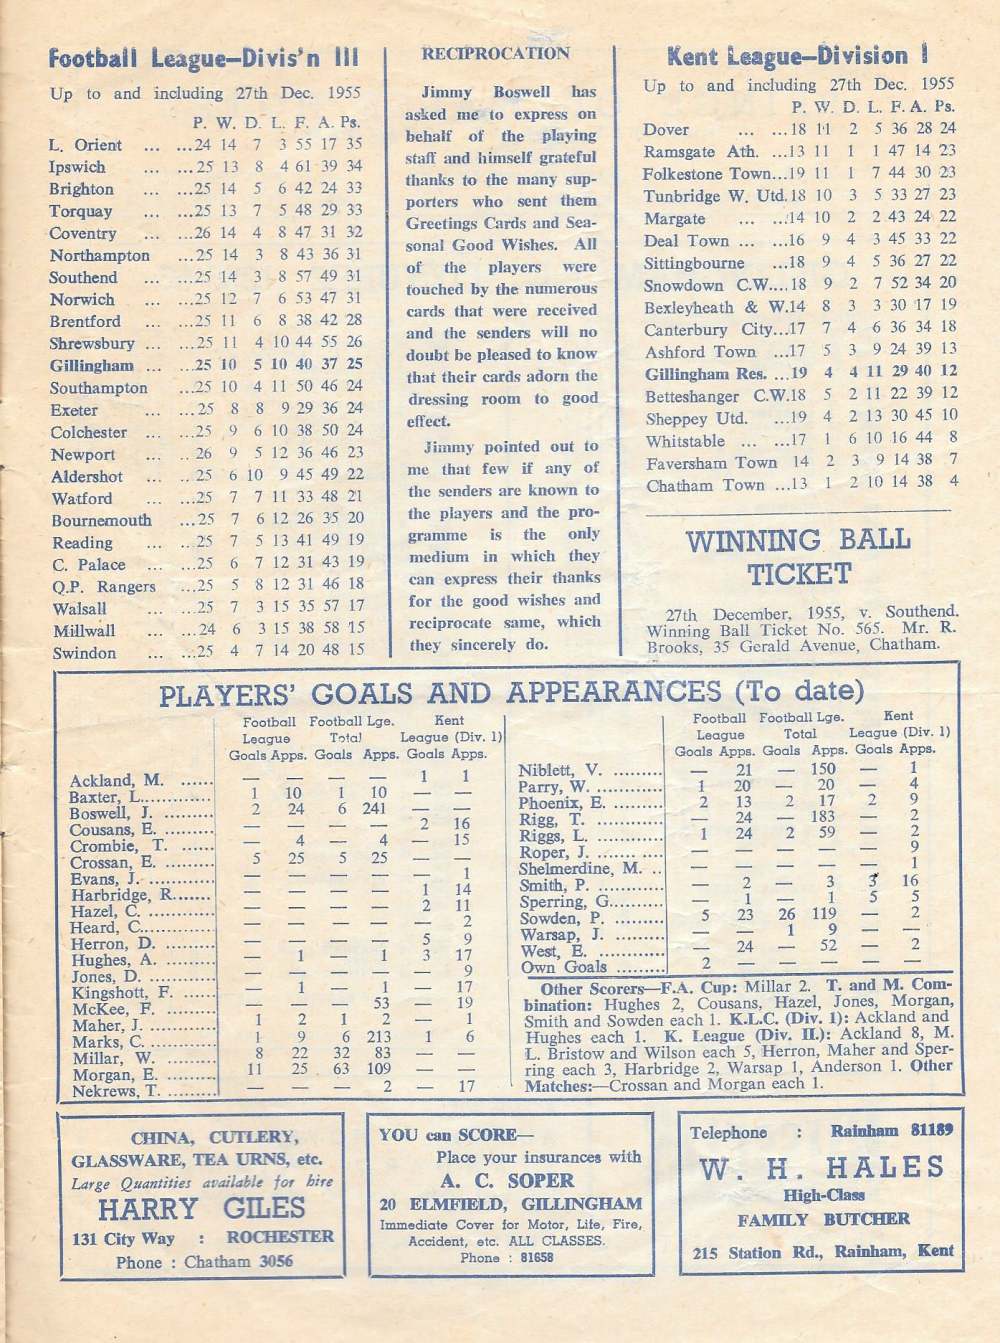 Football League—Divis'n III
Up to and including 27th Dec. 1955
P. W. D. L. F. A. Ps.
L. Orient ... ...24 14 7 3 55 17 35
Ipswich ... ...25 13 8 4 61 39 34
Brighton ... ...25 14 5 6 42 24 33
Torquay ... ...25 13 7 5 48 29 33
Coventry ... ...26 14 4 8 47 31 32
Northampton ...25 14 3 8 43 36 31
Southend ... ...25 14 3 8 57 49 31
Norwich ... ...25 12 7 6 53 47 31
Brentford ... ...25 11 6 8 38 42 28
Shrewsbury ... ...25 11 4 10 44 55 26
Gillingham ... ...25 10 5 10 40 37 25
Southampton ...25 10 4 11 50 46 24
Exeter ... ...25 8 8 9 29 36 24
Colchester ... ...25 9 6 10 38 50 24
Newport ... .. 26 9 5 12 36 46 23
Aldershot ... ...25 6 10 9 45 49 22
Watford ... ...25 7 7 11 33 48 21
Bournemouth ...25 7 6 12 26 35 20
Reading ... ...25 7 5 13 41 49 19
C. Palace ... ...25 6 7 12 31 43 19
Q.P. Rangers ...25 5 8 12 31 46 18
Walsall ... ...25 7 3 15 35 57 17
Millwall ... ...24 6 3 15 38 58 15
Swindon ... ...25 4 7 14 20 48 15
RECIPROCATION
Jimmy Boswell has
asked me to express on
behalf of the playing
staff and himself grateful
thanks to the many sup-
porters who sent them
Greetings Cards and Sea-
sonal Good Wishes. All
of the players were
touched by the numerous
cards that were received
and the senders will no
doubt be pleased to know
that their cards adorn the
dressing room to good
effect.
Jimmy pointed out to
me that few if any of
the senders are known to
the players and the pro-
gramme is the only
medium in which they
can express their thanks
for the good wishes and
reciprocate same, which
they sincerely do.
Kent League—Division I
Up to and including 27th Dec. 1955
P. W. D. L. F. A. Ps.
Dover ... ...18 11 2 5 36 28 24
Ramsgate Ath. ...13 11 1 1 47 14 23
Folkestone Town...19 11 1 7 44 30 23
Tunbridge W. Utd.18 10 3 5 33 27 23
Margate ... ...14 10 2 2 43 24 22
Deal Town ... ...16 9 4 3 45 33 22
Sittingbourne ...18 9 4 5 36 27 22
Snowdown C.W....18 9 2 7 52 34 20
Bexleyheath & W.14 8 3 3 30 17 19
Canterbury City...17 7 4 6 36 34 18
Ashford Town ...17 5 3 9 24 39 13
Gillingham Res. ...19 4 4 11 29 40 12
Betteshanger C.W.18 5 2 11 22 39 12
Sheppey Utd. ...19 4 2 13 30 45 10
Whitstable ... ...17 1 6 10 16 44 8
Faversham Town 14 2 3 9 14 38 7
Chatham Town ...13 1 2 10 14 38 4
WINNING BALL
TICKET
27th December, 1955, v. Southend.
Winning Ball Ticket No. 565. Mr. R.
Brooks, 35 Gerald Avenue, Chatham.
PLAYERS' GOALS AND APPEARANCES (To date)
Football Football Lge. Kent
League Total League (Div. 1)
Goals Apps. Goals Apps. Goals Apps.
Ackland, M. ...... — — — — 1 1
Baxter, L............. 1 10 1 10 — —
Boswell, J. ......... 2 24 6 241 — —
Cousans, E. ......... — — — — 2 16
Crombie, T. ...... — 4 — 4 — 15
Crossan, E. ......... 5 25 5 25 — —
Evans, J. ............ — — — — — 1
Harbridge, R....... — — — — 1 14
Hazel, C. ............ — — — — 2 11
Heard, C............. — — — — — 2
Herron, D. ......... — — — — 5 9
Hughes, A. ......... — 1 — 1 3 17
Jones, D. ............ — — — — — 9
Kingshott, F. ...... — 1 — 1 — 17
McKee, F. ......... — — — 53 — 19
Maher, J. ............ 1 2 1 2 — 1
Marks, C. ............ 1 9 6 213 1 6
Millar, W. ......... 8 22 32 83 — —
Morgan, E. ......... 11 25 63 109 — —
Nekrews, T. ......... — — — 2 — 17
Football Football Lge. Kent
League Total League (Div. 1)
Goals Apps. Goals Apps. Goals Apps.
Niblett, V. ......... — 21 — 150 — 1
Parry, W. ............ 1 20 — 20 — 4
Phoenix, E. ......... 2 13 2 17 2 9
Rigg, T. ............ — 24 — 183 — 2
Riggs, L. ............ 1 24 2 59 — 2
Roper, J. ............ — — — — — 9
Shelmerdine, M. .. — — — — — 1
Smith, P. ............ — 2 — 3 3 16
Sperring, G.......... — 1 — 1 5 5
Sowden, P. ......... 5 23 26 119 — 2
Warsap, J. ......... — — 1 9 — —
West, E. ............ — 24 — 52 — 2
Own Goals ......... 2 — — — — —
Other Scorers—F.A. Cup: Millar 2. T. and M. Com-
bination: Hughes 2, Cousans, Hazel, Jones, Morgan,
Smith and Sowden each 1. K.L.C. (Div. 1): Ackland and
Hughes each 1. K. League (Div. II.): Ackland 8, M.
L. Bristow and Wilson each 5, Herron, Maher and Sper-
ring each 3, Harbridge 2, Warsap 1, Anderson 1. Other
Matches:—Crossan and Morgan each 1.
CHINA, CUTLERY,
GLASSWARE, TEA URNS, etc.
Large Quantities available for hire
HARRY GILES
131 City Way : ROCHESTER
Phone : Chatham 3056
YOU can SCORE—
Place your insurances with
A. C. SOPER
20 ELMFIELD, GILLINGHAM
Immediate Cover for Motor, Life, Fire,
Accident, etc. ALL CLASSES.
Phone : 81658
Telephone : Rainham 81189
W. H. HALES
High-Class
FAMILY BUTCHER
215 Station Rd., Rainham, Kent